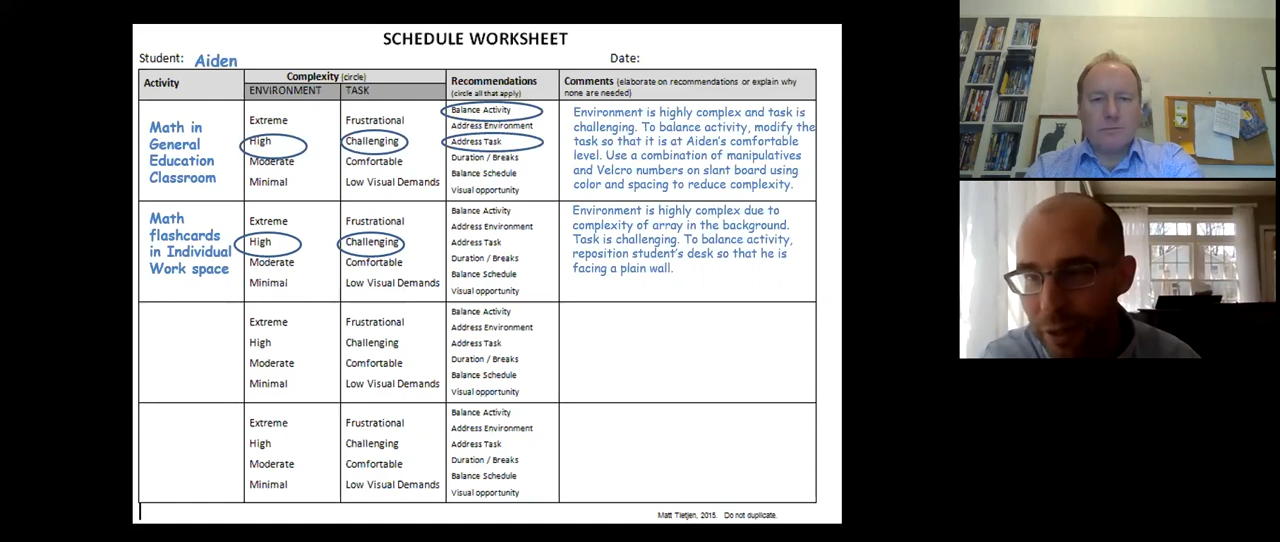 SCHEDULE WORKSHEET
Student: Aiden
Date:
Activity
Complexity (circle)
ENVIRONMENT
TASK
Recommendations
(circle all that apply)
Comments (elaborate on recommendations or explain why
none are needed)
Math in
General
Education
Classroom
Extreme
High
Moderate
Minimal
Frustrational
Challenging
Comfortable
Low Visual Demands
Balance Activity
Address Environment
Address Task
Duration / Breaks
Balance Schedule
Visual opportunity
Environment is highly complex and task is
challenging. To balance activity, modify the
task so that it is at Aiden's comfortable
level. Use a combination of manipulatives
and Velcro numbers on slant board using
color and spacing to reduce complexity.
Math
flashcards
in Individual
Work space
Extreme
High
Moderate
Minimal
Frustrational
Challenging
Comfortable
Low Visual Demands
Balance Activity
Address Environment
Address Task
Duration / Breaks
Balance Schedule
Visual opportunity
Environment is highly complex due to
complexity of array in the background.
Task is challenging. To balance activity,
reposition student's desk so that he is
facing a plain wall.
Extreme
High
Moderate
Minimal
Frustrational
Challenging
Comfortable
Low Visual Demands
Balance Activity
Address Environment
Address Task
Duration / Breaks
Balance Schedule
Visual opportunity
Extreme
High
Moderate
Minimal
Frustrational
Challenging
Comfortable
Low Visual Demands
Balance Activity
Address Environment
Address Task
Duration / Breaks
Balance Schedule
Visual opportunity
Matt Tietjen, 2015. Do not duplicate.